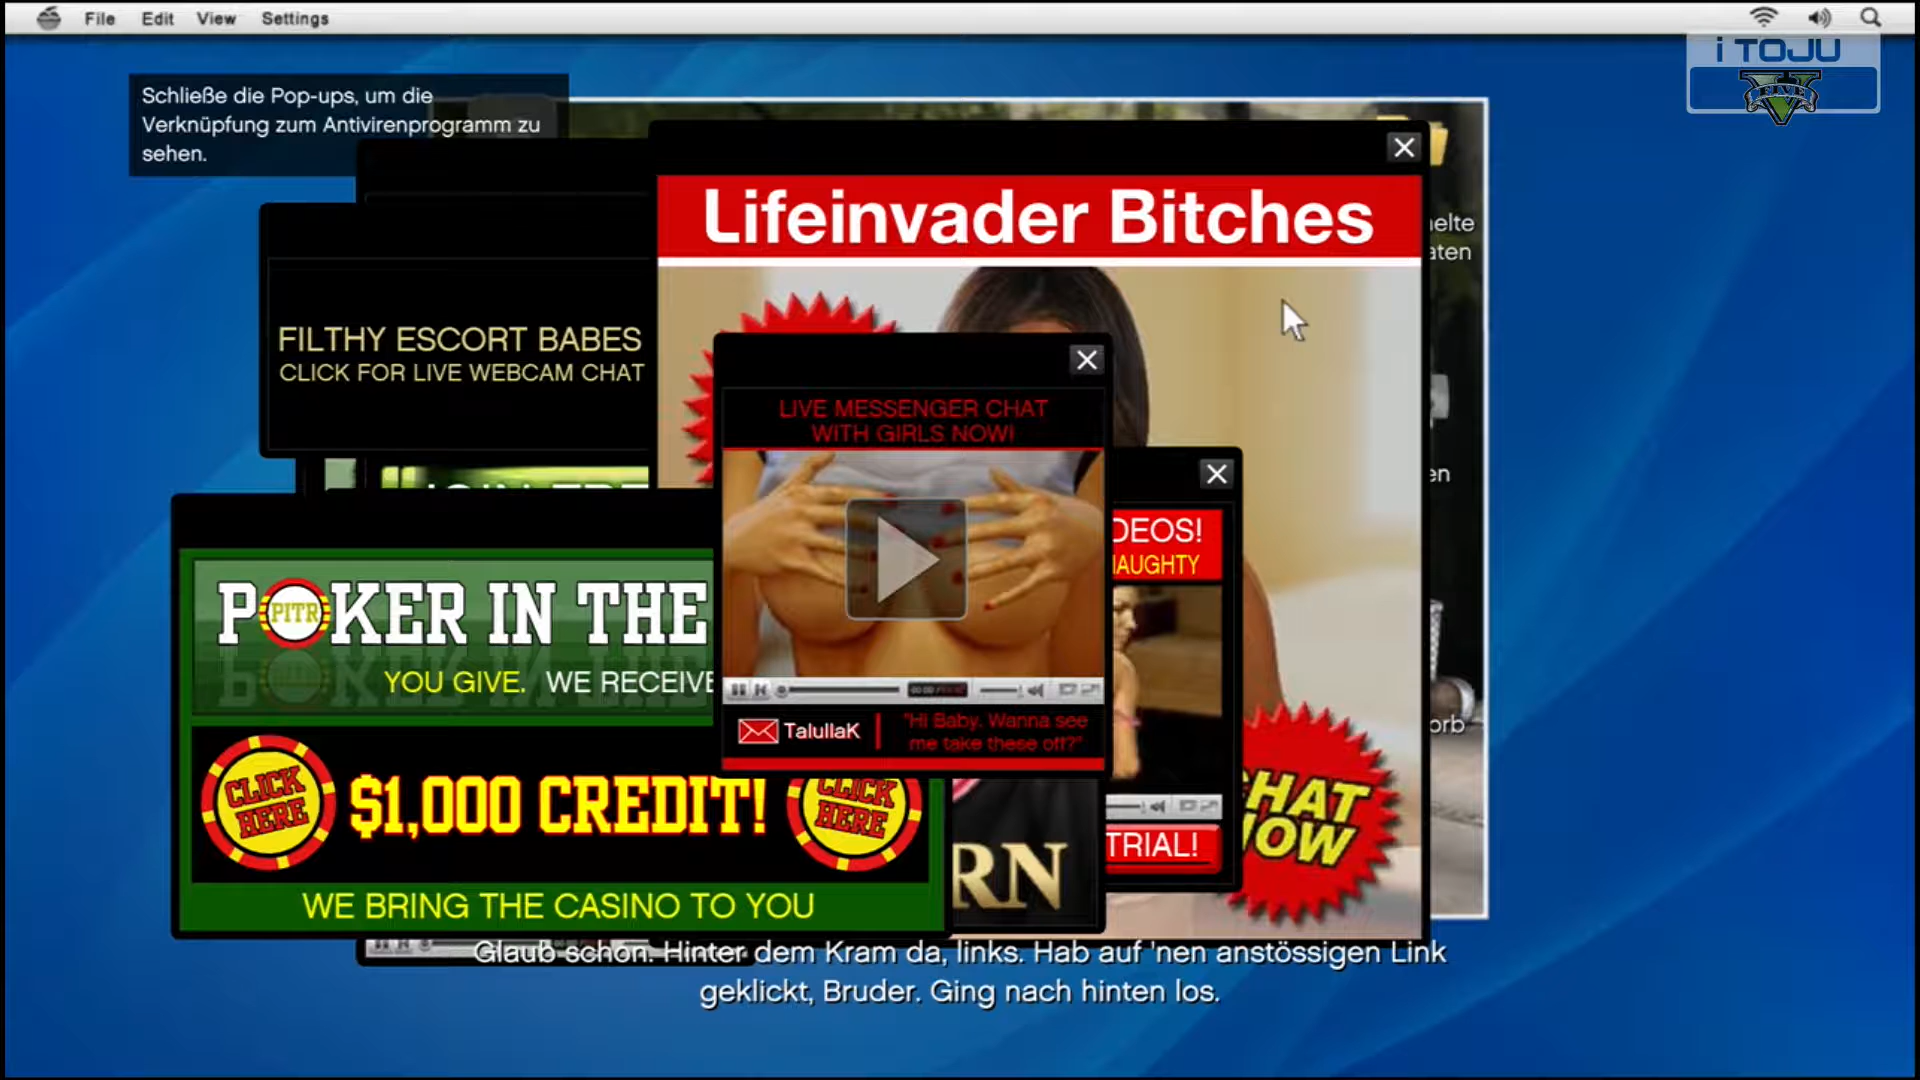 File Edit View Settings
i TOJU
FIVE
Schließe die Pop-ups, um die
Verknüpfung zum Antivirenprogramm zu
sehen.
Lifeinvader Bitches
FILTHY ESCORT BABES
CLICK FOR LIVE WEBCAM CHAT
LIVE MESSENGER CHAT
WITH GIRLS NOW!
POKER IN THE
PITR
YOU GIVE. WE RECEIVE
TalullaK
"Hi Baby. Wanna see
me take these off?"
CLICK
HERE
$1,000 CREDIT!
CLICK
HERE
WE BRING THE CASINO TO YOU
TRIAL!
Glaub schon. Hinter dem Kram da, links. Hab auf 'nen anstössigen Link
geklickt, Bruder. Ging nach hinten los.